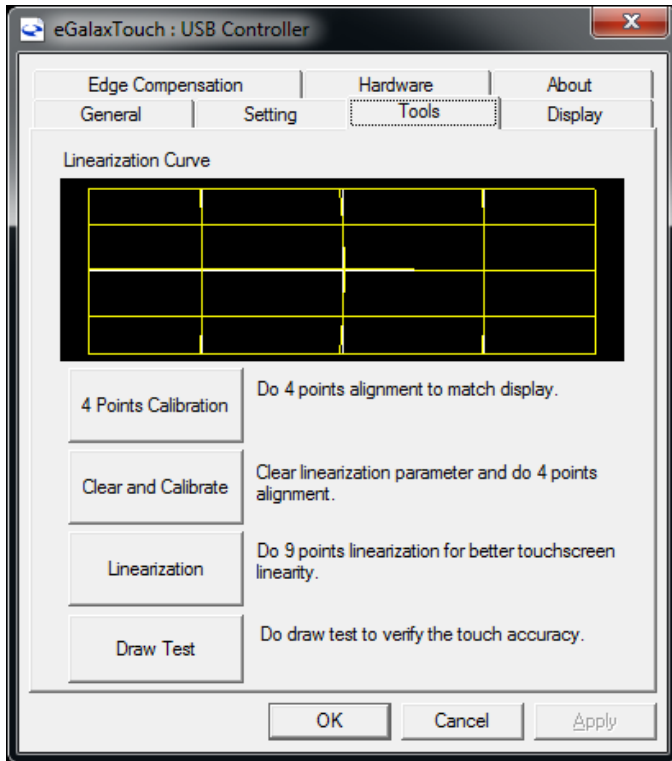 eGalaxTouch : USB Controller
Edge Compensation
Hardware
About
General
Setting
Tools
Display
Linearization Curve
4 Points Calibration
Do 4 points alignment to match display.
Clear and Calibrate
Clear linearization parameter and do 4 points
alignment.
Linearization
Do 9 points linearization for better touchscreen
linearity.
Draw Test
Do draw test to verify the touch accuracy.
OK
Cancel
Apply